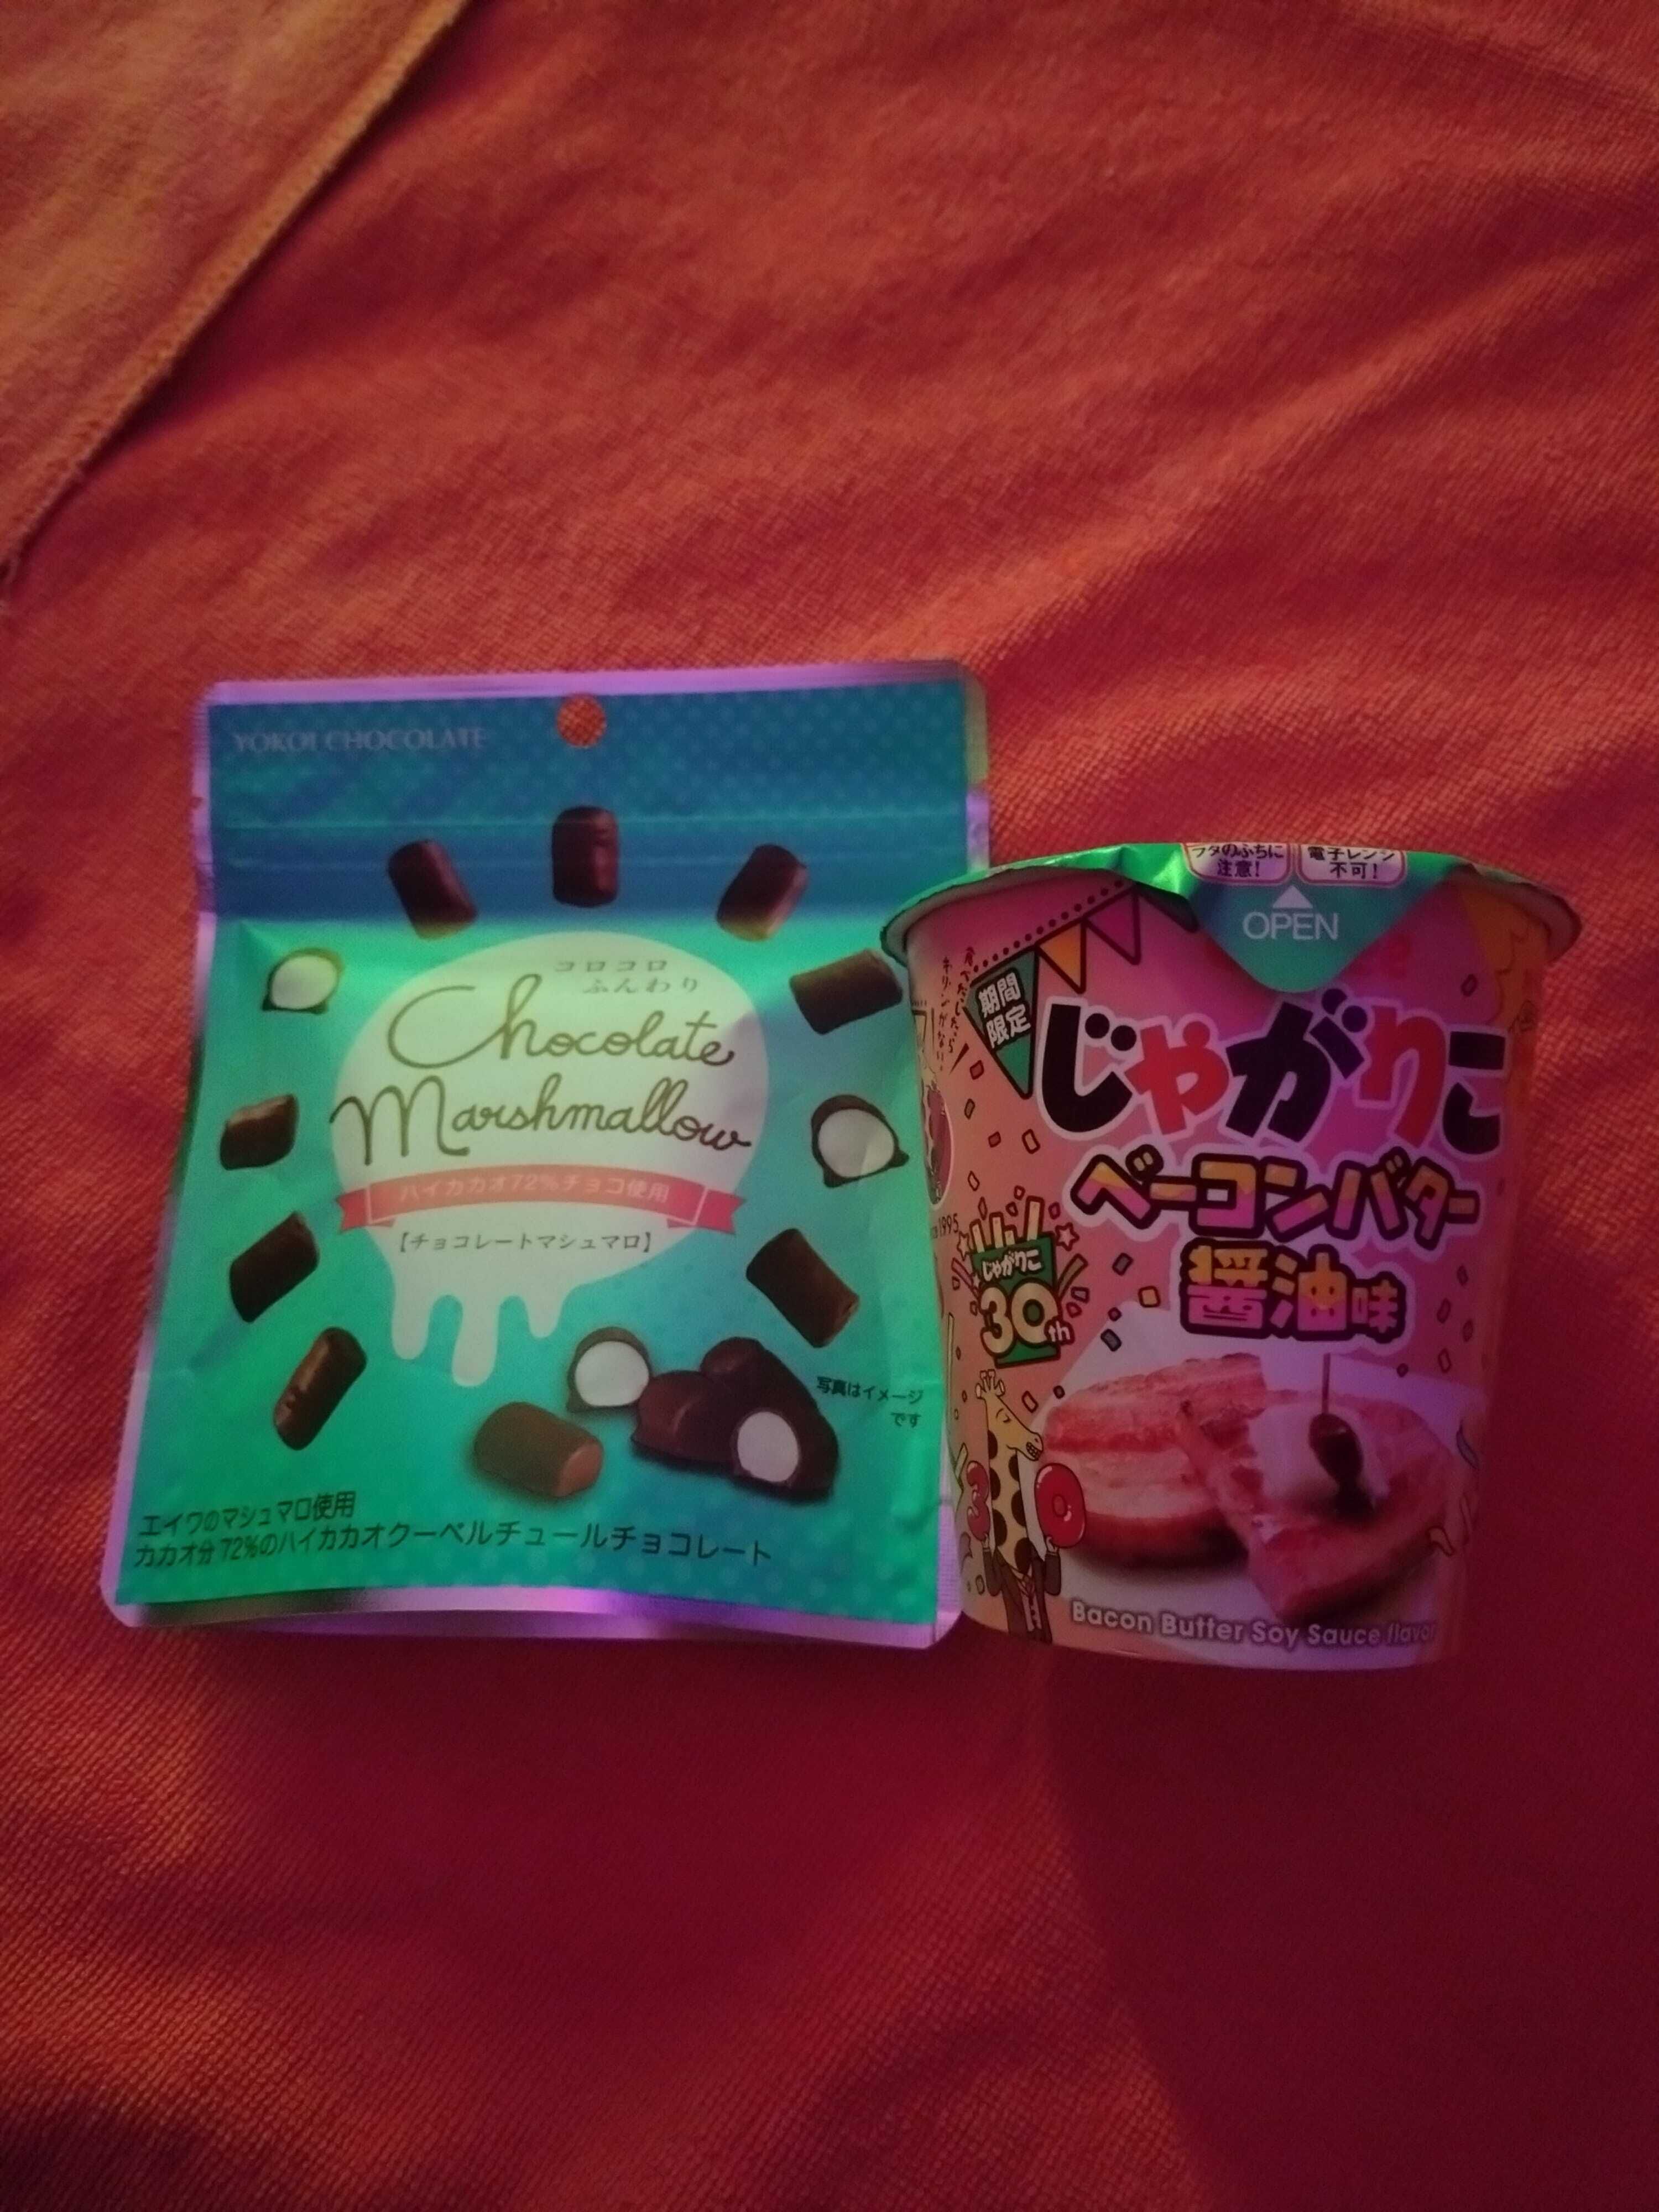 YOKOI CHOCOLATE
コロコロ
ふんわり
Chocolate
Marshmallow
ハイカカオ72%チョコ使用
【チョコレートマシュマロ】
写真はイメージ
です
エイワのマシュマロ使用
カカオ分72%のハイカカオクーベルチュールチョコレート
フタのふちに
注意!
電子レンジ
不可!
OPEN
期間
限定
じゃがりこ
ベーコンバター
醤油味
1995
じゃがりこ
30th
30
Bacon Butter Soy Sauce flavor